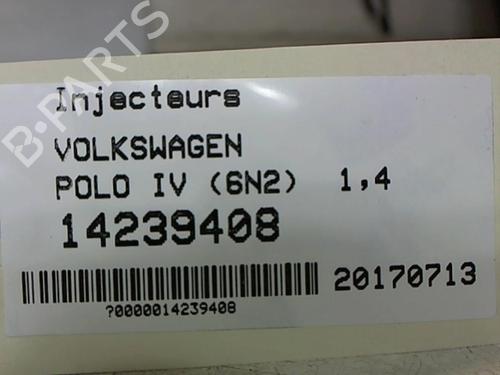 Injecteurs
VOLKSWAGEN
POLO IV (6N2) 1,4
14239408
20170713
?0000014239408
B-PARTS